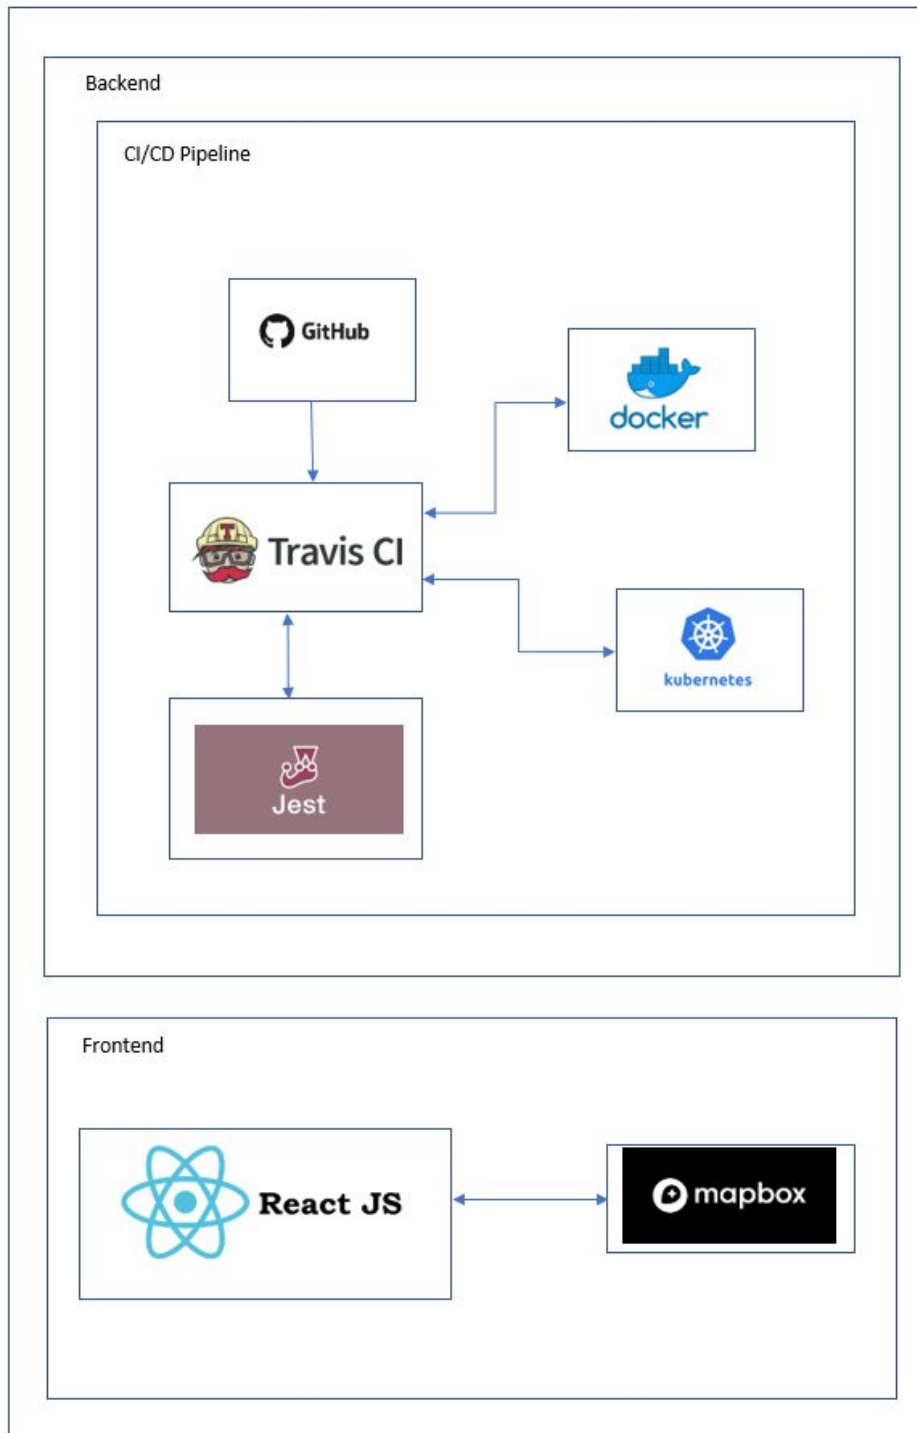 Backend
CI/CD Pipeline
GitHub
docker
T
Travis CI
kubernetes
Jest
Frontend
React JS
mapbox